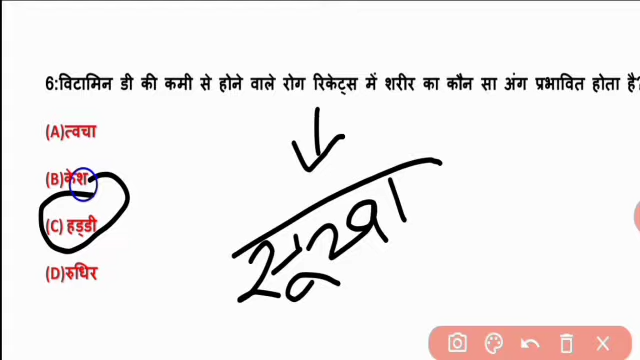 6:विटामिन डी की कमी से होने वाले रोग रिकेट्स में शरीर का कौन सा अंग प्रभावित होता है?
(A)त्वचा
(B)केश
(C) हड्डी
सूखा
(D)रुधिर